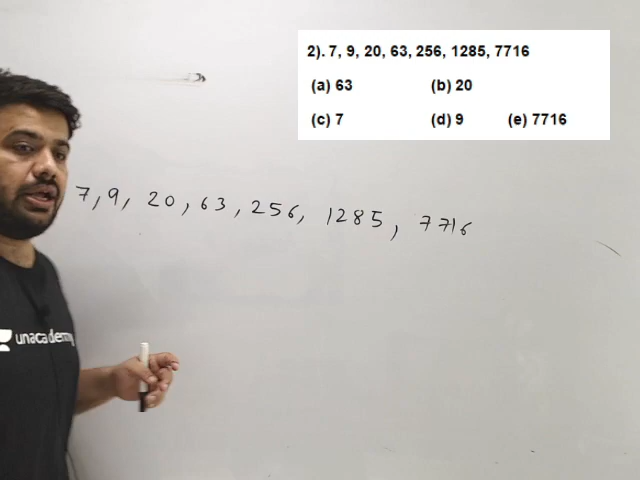 2). 7, 9, 20, 63, 256, 1285, 7716
(a) 63 (b) 20
(c) 7 (d) 9 (e) 7716
7, 9, 20, 63, 256, 1285, 7716
unacademy